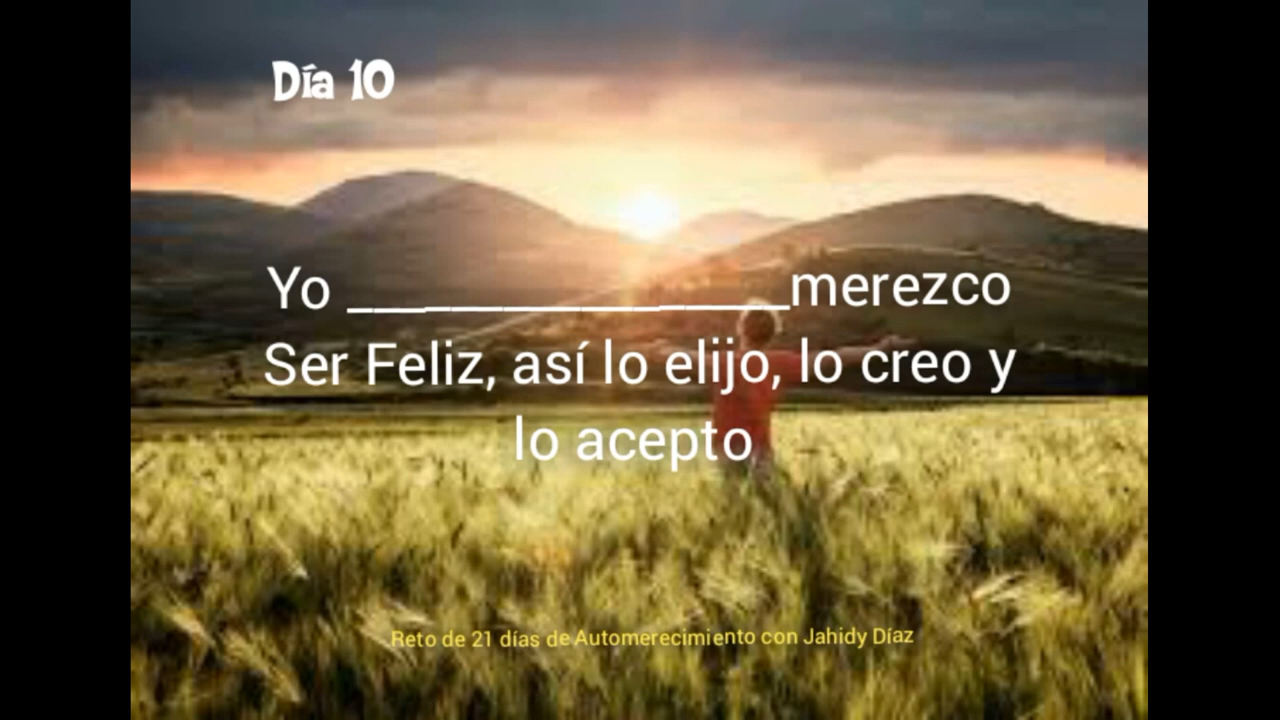 Día 10
Yo _________________merezco
Ser Feliz, así lo elijo, lo creo y
lo acepto
Reto de 21 días de Automerecimiento con Jahidy Díaz